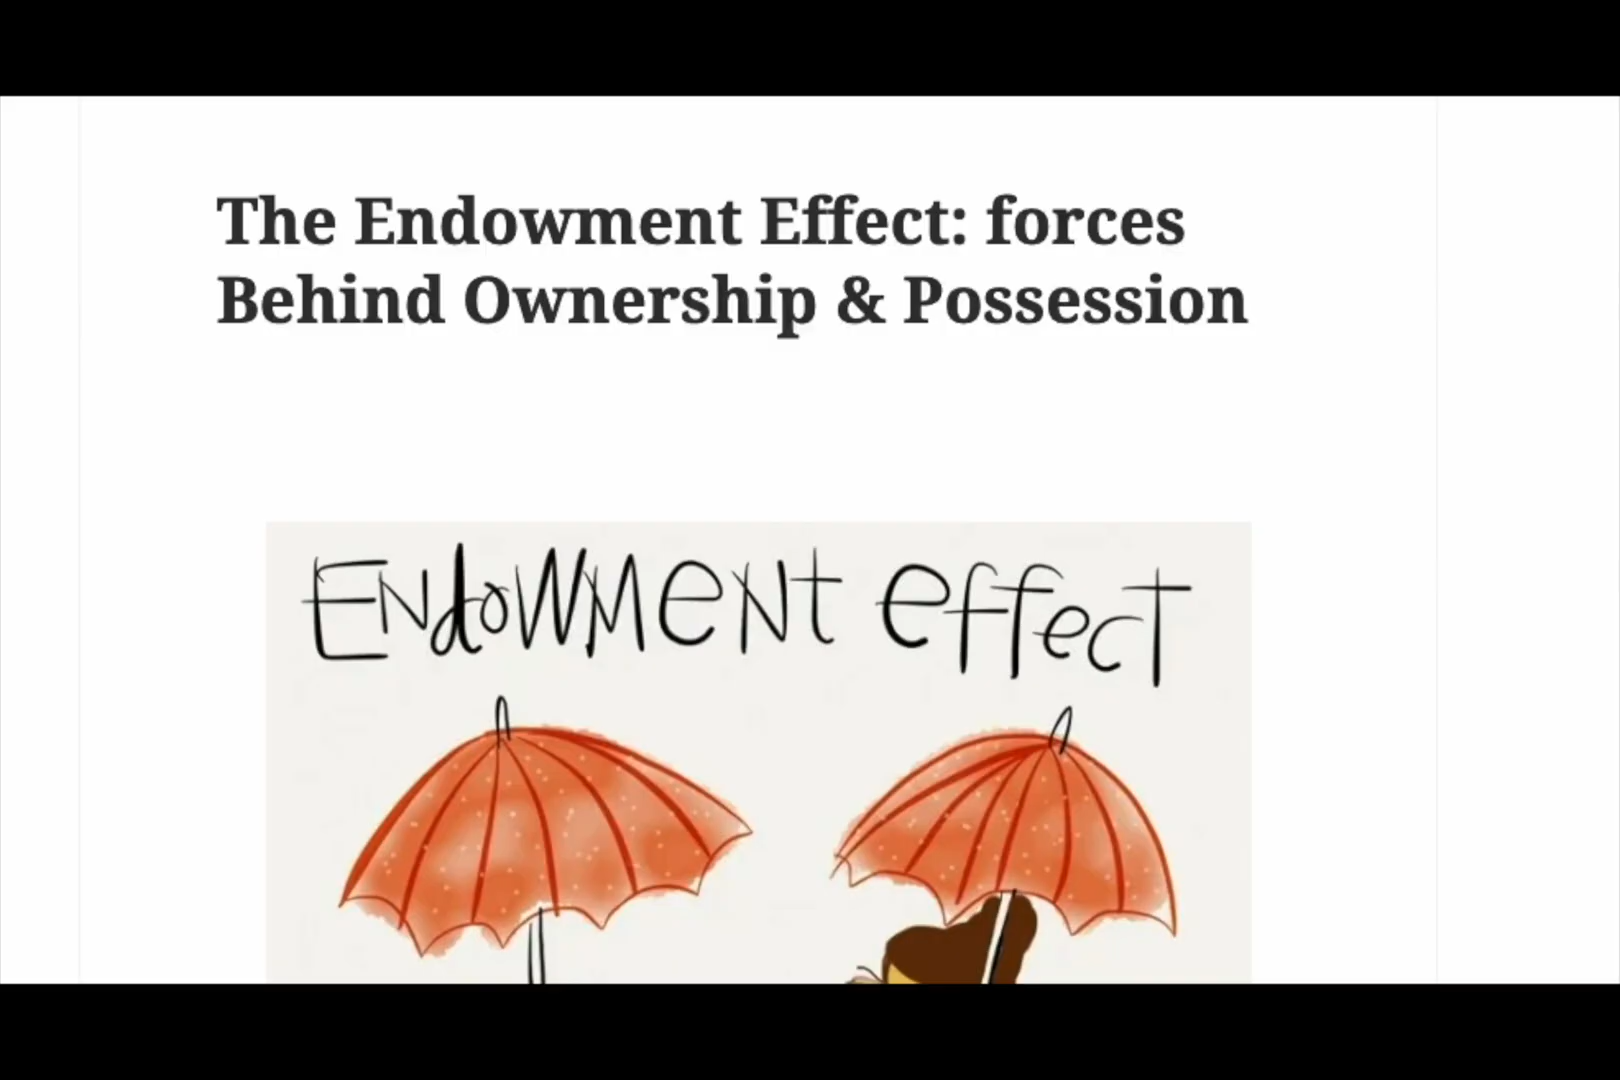 The Endowment Effect: forces
Behind Ownership & Possession
ENdoWMeNt effecT